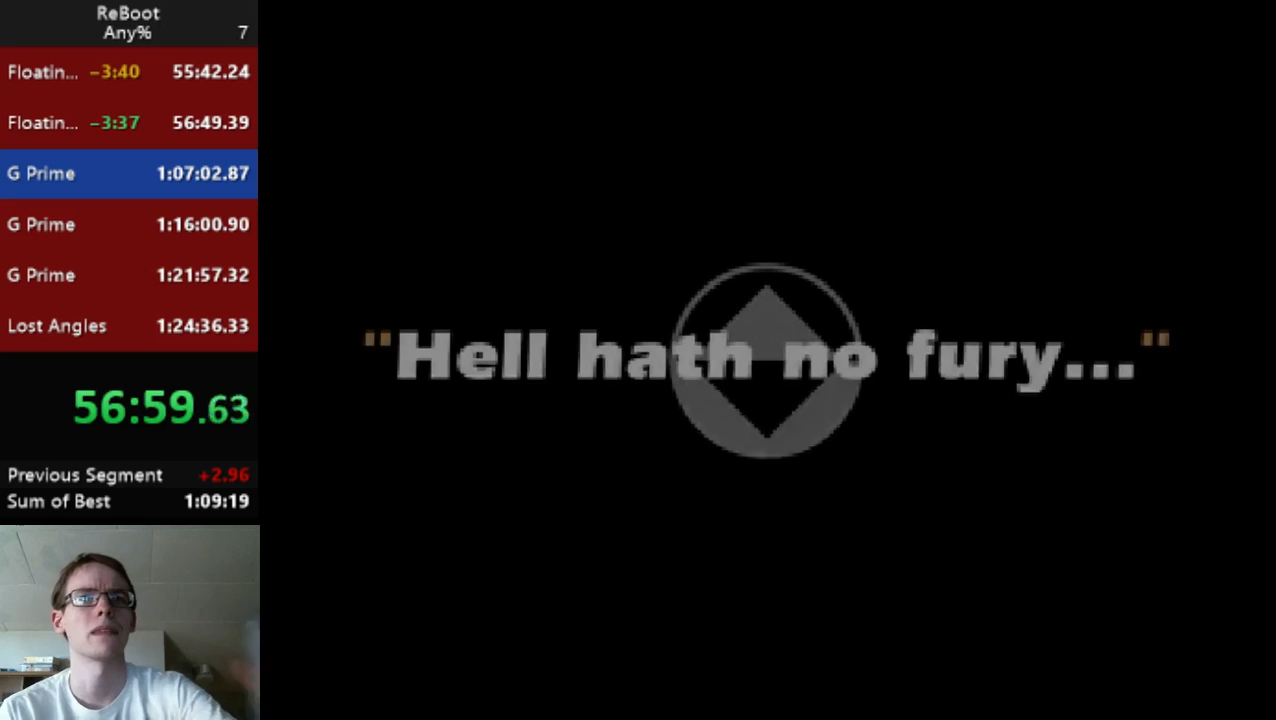 ReBoot
Any% 7
Floatin... −3:40 55:42.24
Floatin... −3:37 56:49.39
G Prime 1:07:02.87
G Prime 1:16:00.90
G Prime 1:21:57.32
Lost Angles 1:24:36.33
56:59.63
Previous Segment +2.96
Sum of Best 1:09:19
"Hell hath no fury..."